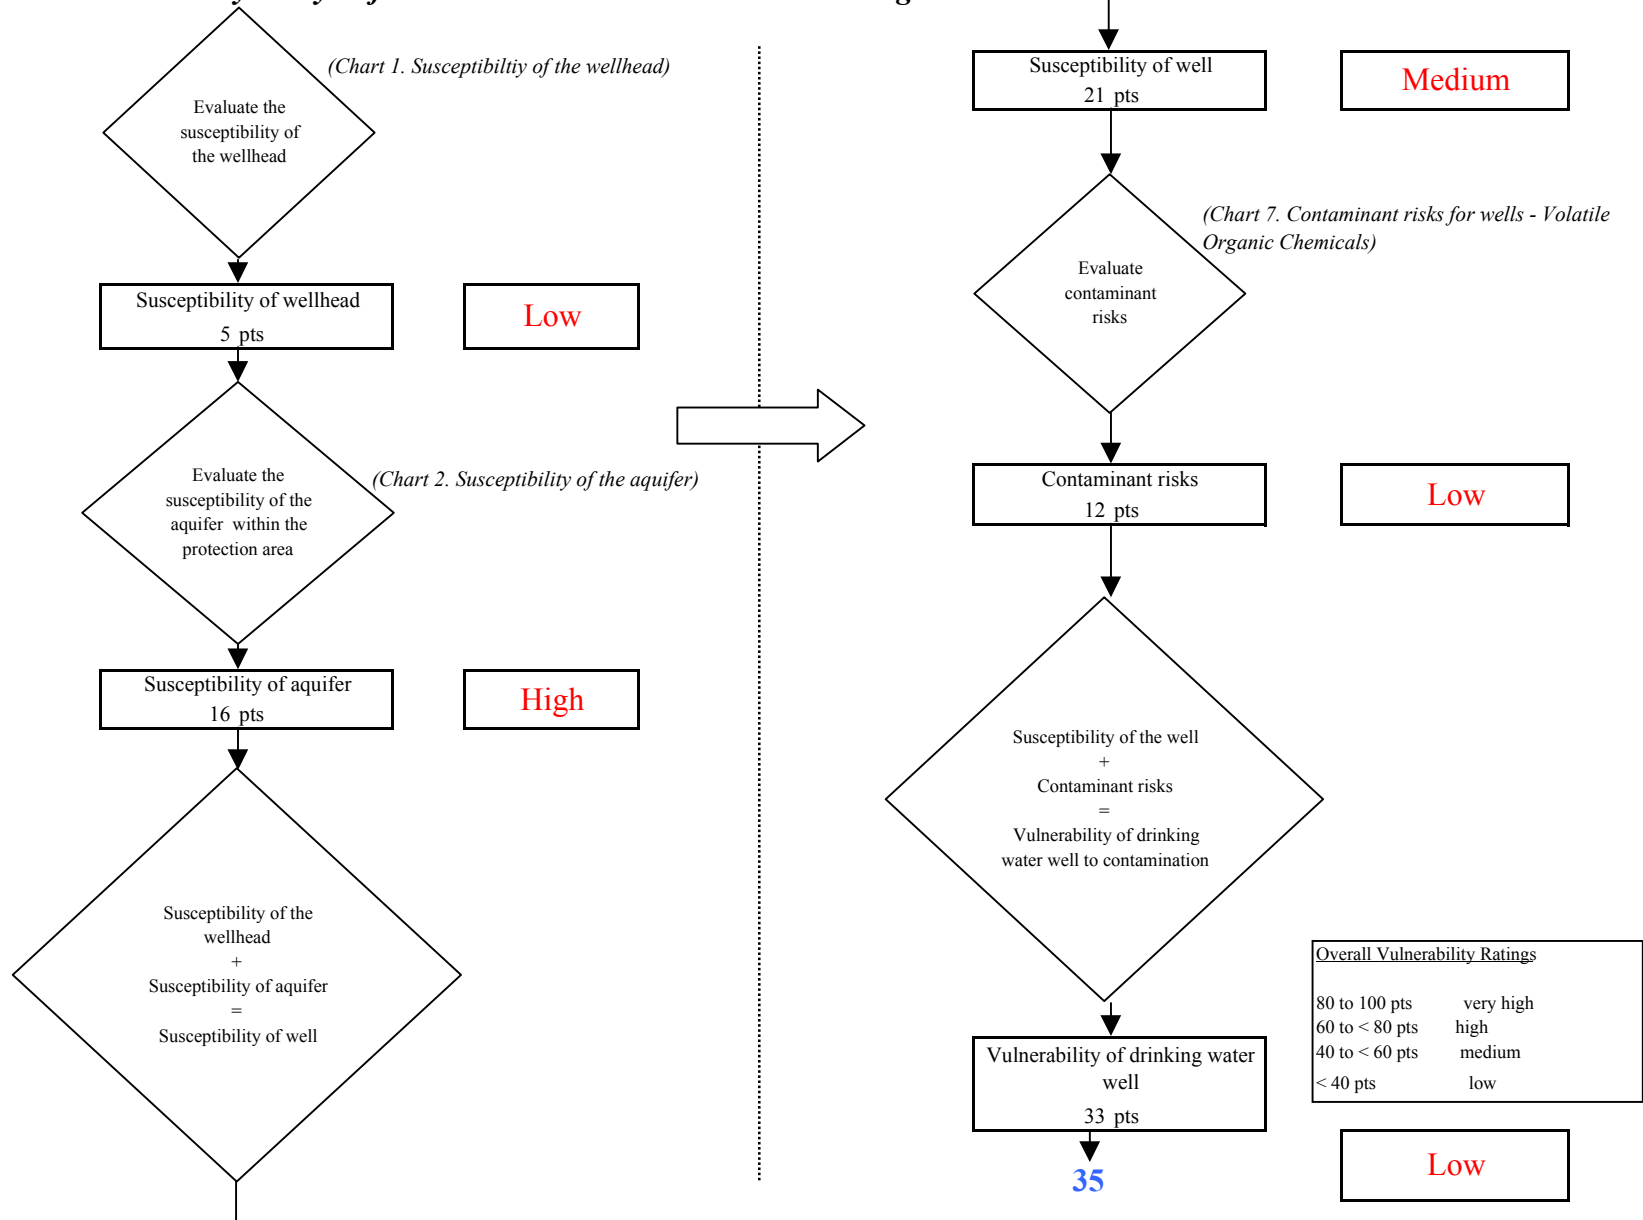 (Chart 1. Susceptibiltiy of the wellhead)
Evaluate the
susceptibility of
the wellhead
Susceptibility of wellhead
5 pts
Low
Evaluate the
susceptibility of the
aquifer within the
protection area
(Chart 2. Susceptibility of the aquifer)
Susceptibility of aquifer
16 pts
High
Susceptibility of the
wellhead
+
Susceptibility of aquifer
=
Susceptibility of well
Susceptibility of well
21 pts
Medium
(Chart 7. Contaminant risks for wells - Volatile
Organic Chemicals)
Evaluate
contaminant
risks
Contaminant risks
12 pts
Low
Susceptibility of the well
+
Contaminant risks
=
Vulnerability of drinking
water well to contamination
Overall Vulnerability Ratings
80 to 100 pts very high
60 to < 80 pts high
40 to < 60 pts medium
< 40 pts low
Vulnerability of drinking water
well
33 pts
35
Low